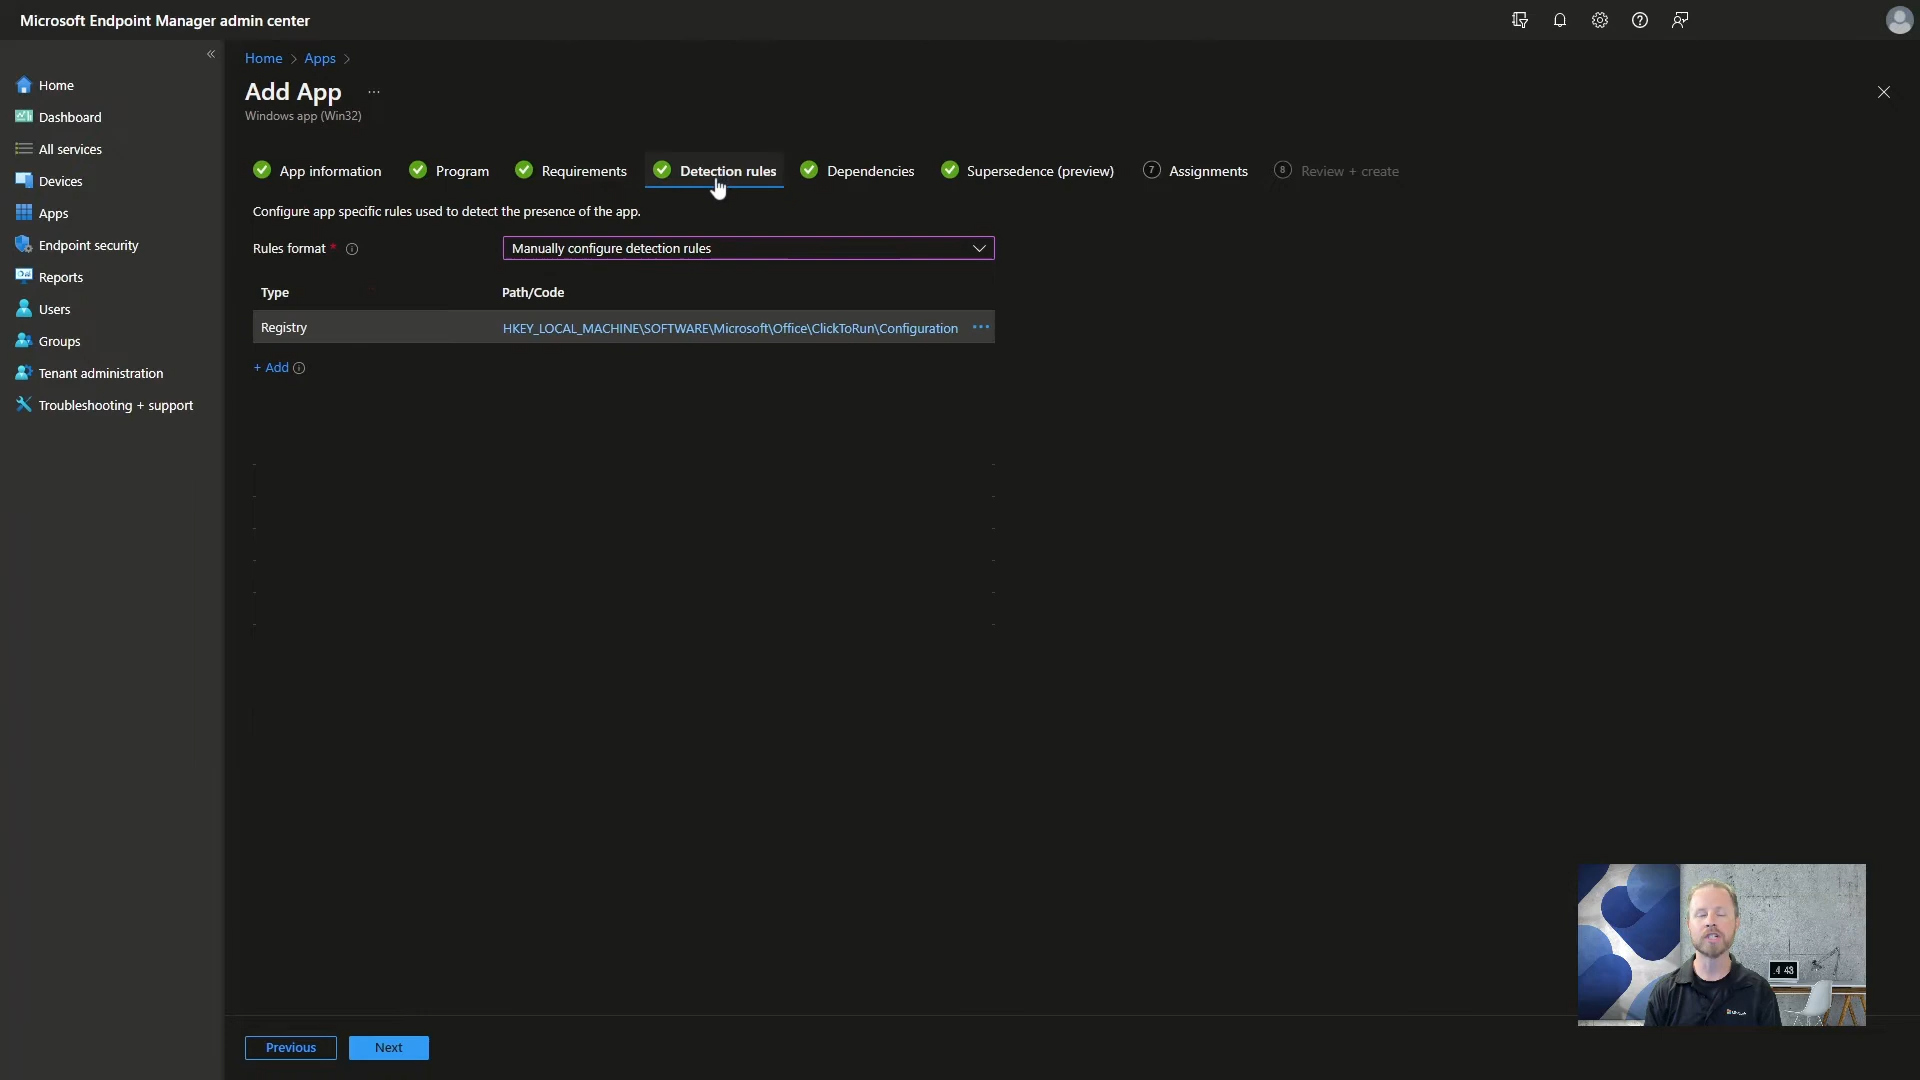 Microsoft Endpoint Manager admin center
Home
Dashboard
All services
Devices
Apps
Endpoint security
Reports
Users
Groups
Tenant administration
Troubleshooting + support
Home > Apps >
Add App ...
Windows app (Win32)
App information
Program
Requirements
Detection rules
Dependencies
Supersedence (preview)
7 Assignments
8 Review + create
Configure app specific rules used to detect the presence of the app.
Rules format *
Manually configure detection rules
Type Path/Code
Registry HKEY_LOCAL_MACHINE\SOFTWARE\Microsoft\Office\ClickToRun\Configuration ...
+ Add
4 43
Previous
Next